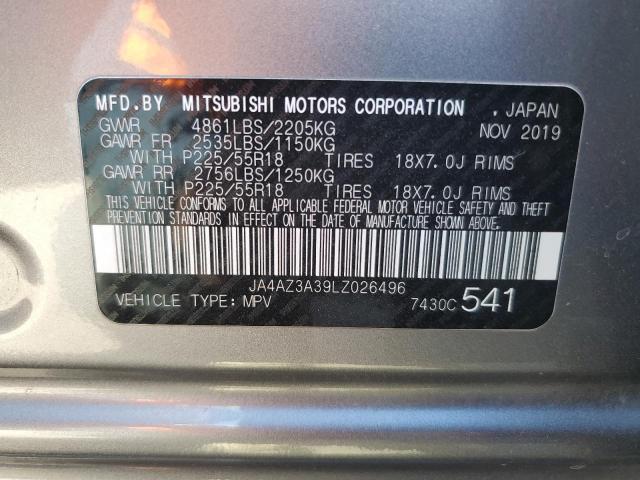 MFD.BY MITSUBISHI MOTORS CORPORATION . JAPAN
GVWR 4861LBS/2205KG NOV 2019
GAWR FR 2535LBS/1150KG
WITH P225/55R18 TIRES 18X7.0J RIMS
GAWR RR 2756LBS/1250KG
WITH P225/55R18 TIRES 18X7.0J RIMS
THIS VEHICLE CONFORMS TO ALL APPLICABLE FEDERAL MOTOR VEHICLE SAFETY AND THEFT
PREVENTION STANDARDS IN EFFECT ON THE DATE OF MANUFACTURE SHOWN ABOVE.
JA4AZ3A39LZ026496
VEHICLE TYPE: MPV 7430C 541